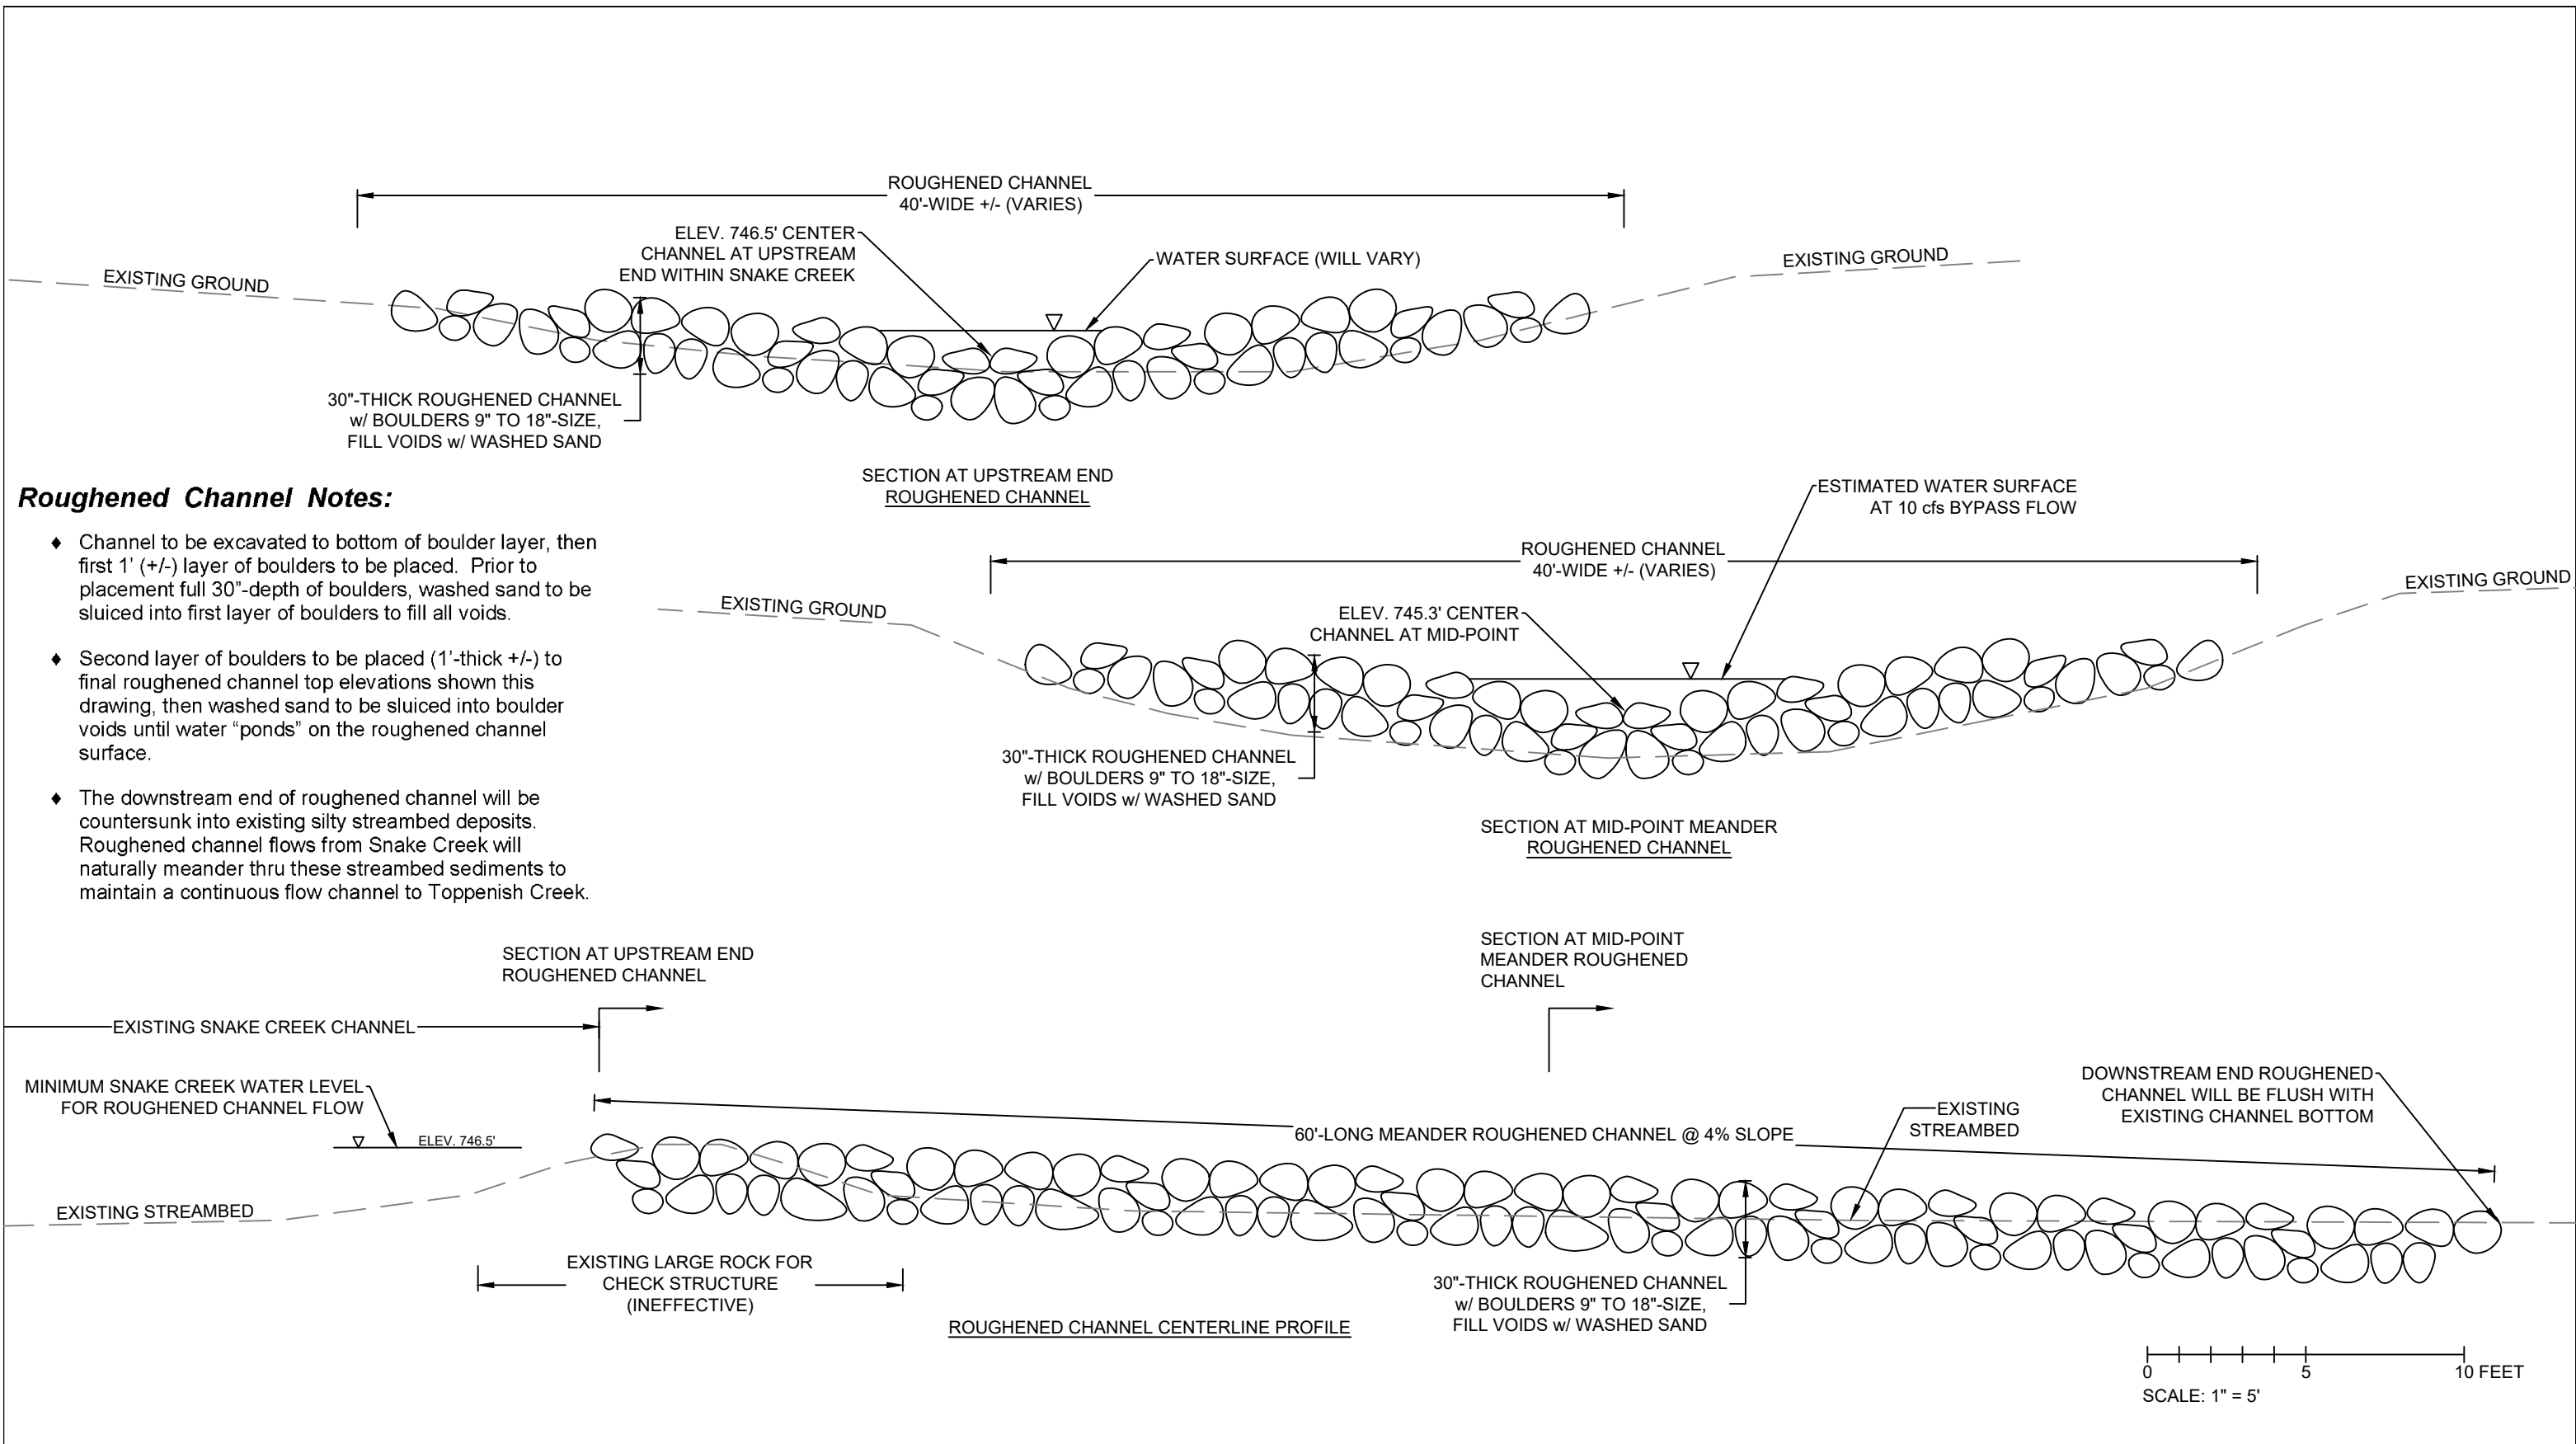 ROUGHENED CHANNEL
40'-WIDE +/- (VARIES)
ELEV. 746.5' CENTER
CHANNEL AT UPSTREAM
END WITHIN SNAKE CREEK
WATER SURFACE (WILL VARY)
EXISTING GROUND
EXISTING GROUND
30"-THICK ROUGHENED CHANNEL
w/ BOULDERS 9" TO 18"-SIZE,
FILL VOIDS w/ WASHED SAND
SECTION AT UPSTREAM END
ROUGHENED CHANNEL
Roughened Channel Notes:
♦ Channel to be excavated to bottom of boulder layer, then
first 1’ (+/-) layer of boulders to be placed. Prior to
placement full 30”-depth of boulders, washed sand to be
sluiced into first layer of boulders to fill all voids.
♦ Second layer of boulders to be placed (1’-thick +/-) to
final roughened channel top elevations shown this
drawing, then washed sand to be sluiced into boulder
voids until water “ponds” on the roughened channel
surface.
♦ The downstream end of roughened channel will be
countersunk into existing silty streambed deposits.
Roughened channel flows from Snake Creek will
naturally meander thru these streambed sediments to
maintain a continuous flow channel to Toppenish Creek.
ESTIMATED WATER SURFACE
AT 10 cfs BYPASS FLOW
ROUGHENED CHANNEL
40'-WIDE +/- (VARIES)
EXISTING GROUND
EXISTING GROUND
ELEV. 745.3' CENTER
CHANNEL AT MID-POINT
30"-THICK ROUGHENED CHANNEL
w/ BOULDERS 9" TO 18"-SIZE,
FILL VOIDS w/ WASHED SAND
SECTION AT MID-POINT MEANDER
ROUGHENED CHANNEL
SECTION AT UPSTREAM END
ROUGHENED CHANNEL
SECTION AT MID-POINT
MEANDER ROUGHENED
CHANNEL
EXISTING SNAKE CREEK CHANNEL
MINIMUM SNAKE CREEK WATER LEVEL
FOR ROUGHENED CHANNEL FLOW
ELEV. 746.5'
60'-LONG MEANDER ROUGHENED CHANNEL @ 4% SLOPE
EXISTING
STREAMBED
DOWNSTREAM END ROUGHENED
CHANNEL WILL BE FLUSH WITH
EXISTING CHANNEL BOTTOM
EXISTING STREAMBED
EXISTING LARGE ROCK FOR
CHECK STRUCTURE
(INEFFECTIVE)
30"-THICK ROUGHENED CHANNEL
w/ BOULDERS 9" TO 18"-SIZE,
FILL VOIDS w/ WASHED SAND
ROUGHENED CHANNEL CENTERLINE PROFILE
0 5 10 FEET
SCALE: 1" = 5'